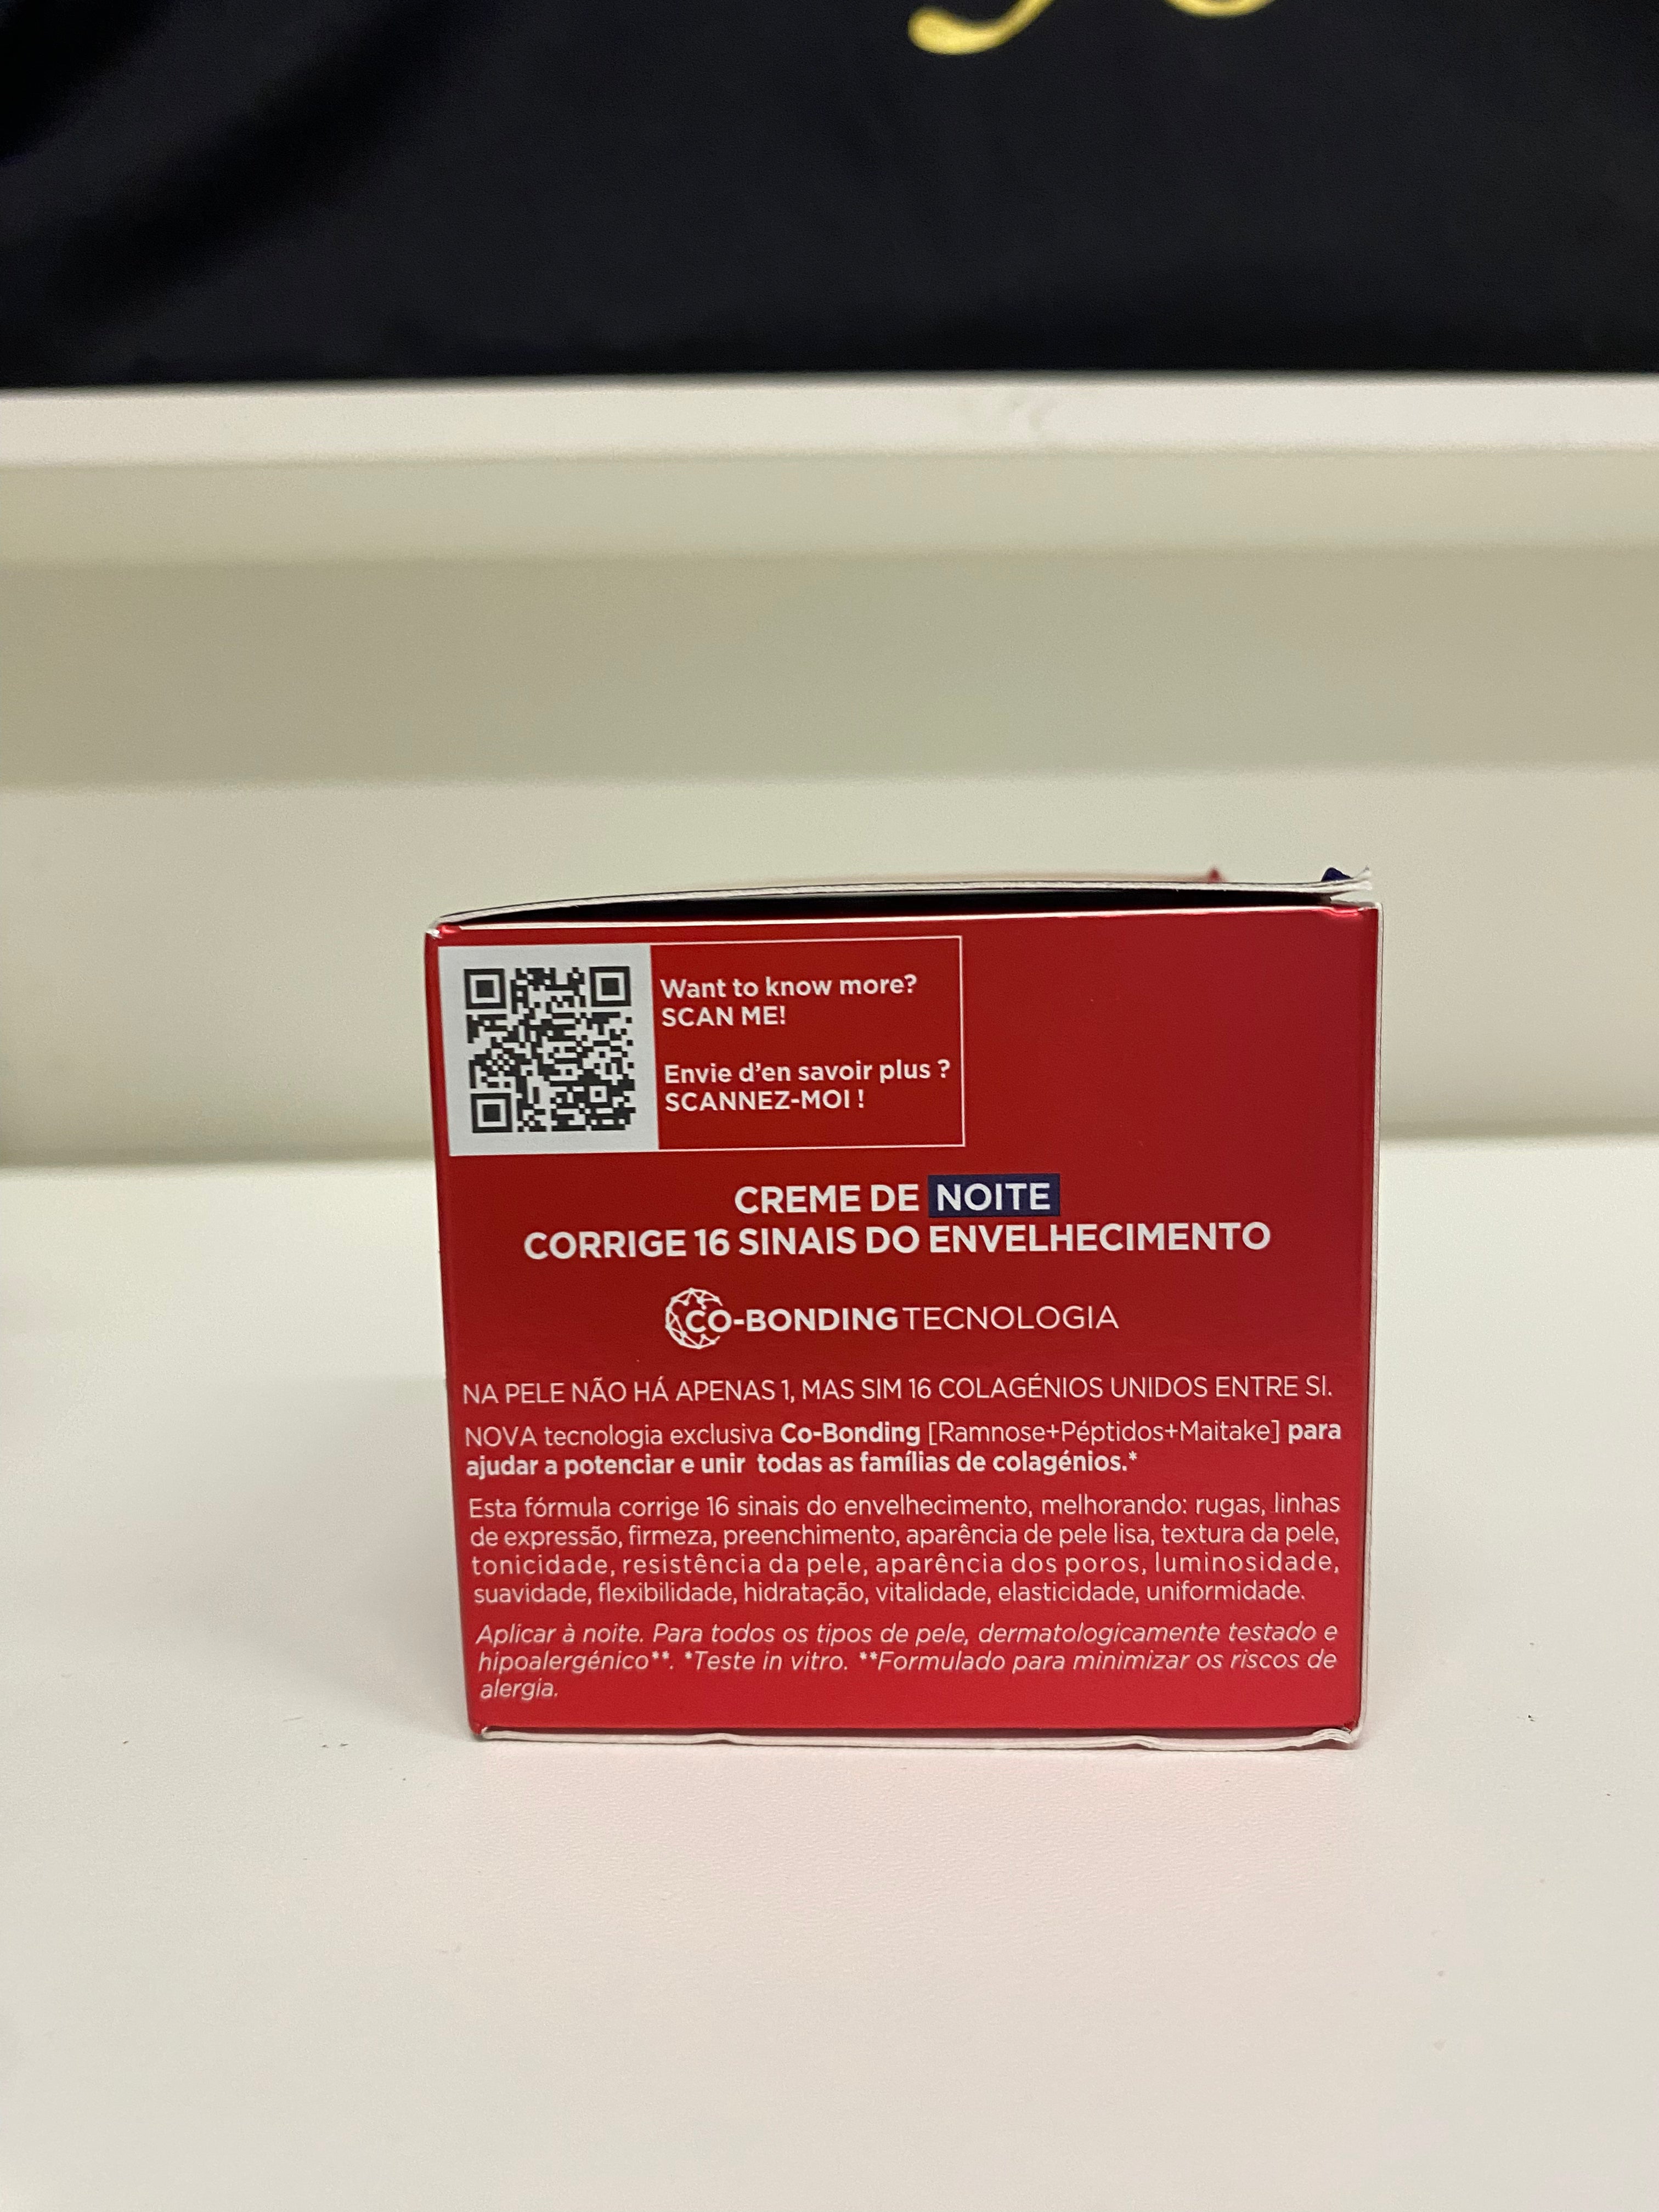 Want to know more?
SCAN ME!
Envie d'en savoir plus ?
SCANNEZ-MOI !
CREME DE NOITE
CORRIGE 16 SINAIS DO ENVELHECIMENTO
CO-BONDING TECNOLOGIA
NA PELE NÃO HÁ APENAS 1, MAS SIM 16 COLAGÉNIOS UNIDOS ENTRE SI.
NOVA tecnologia exclusiva Co-Bonding [Ramnose+Péptidos+Maitake] para
ajudar a potenciar e unir todas as famílias de colagénios.*
Esta fórmula corrige 16 sinais do envelhecimento, melhorando: rugas, linhas
de expressão, firmeza, preenchimento, aparência de pele lisa, textura da pele,
tonicidade, resistência da pele, aparência dos poros, luminosidade,
suavidade, flexibilidade, hidratação, vitalidade, elasticidade, uniformidade.
Aplicar à noite. Para todos os tipos de pele, dermatologicamente testado e
hipoalergénico**. *Teste in vitro. **Formulado para minimizar os riscos de
alergia.